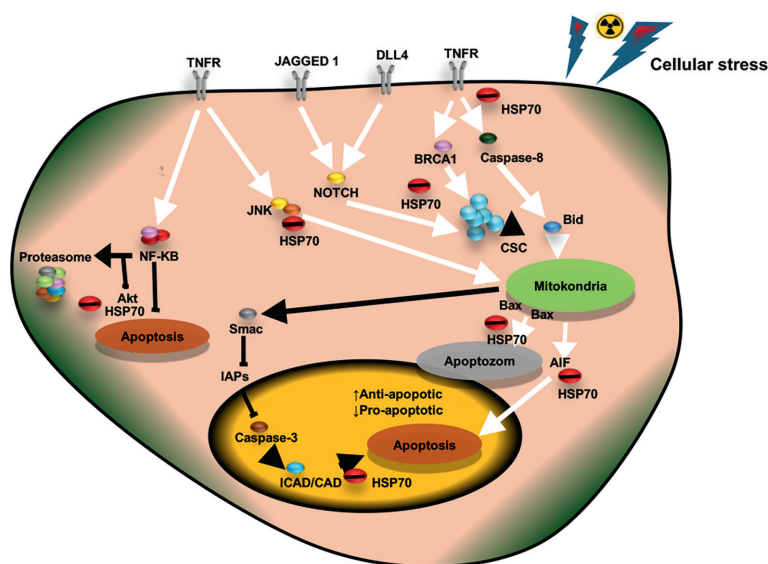 TNFR
JAGGED 1
DLL4
TNFR
Cellular stress
HSP70
BRCA1
Caspase-8
HSP70
NOTCH
JNK
HSP70
CSC
Bid
Proteasome
NF-KB
Akt
HSP70
Apoptosis
Mitokondria
Bax
Bax
HSP70
Apoptozom
AIF
HSP70
Smac
IAPs
↑Anti-apopotic
↓Pro-apoptotic
Caspase-3
Apoptosis
ICAD/CAD
HSP70